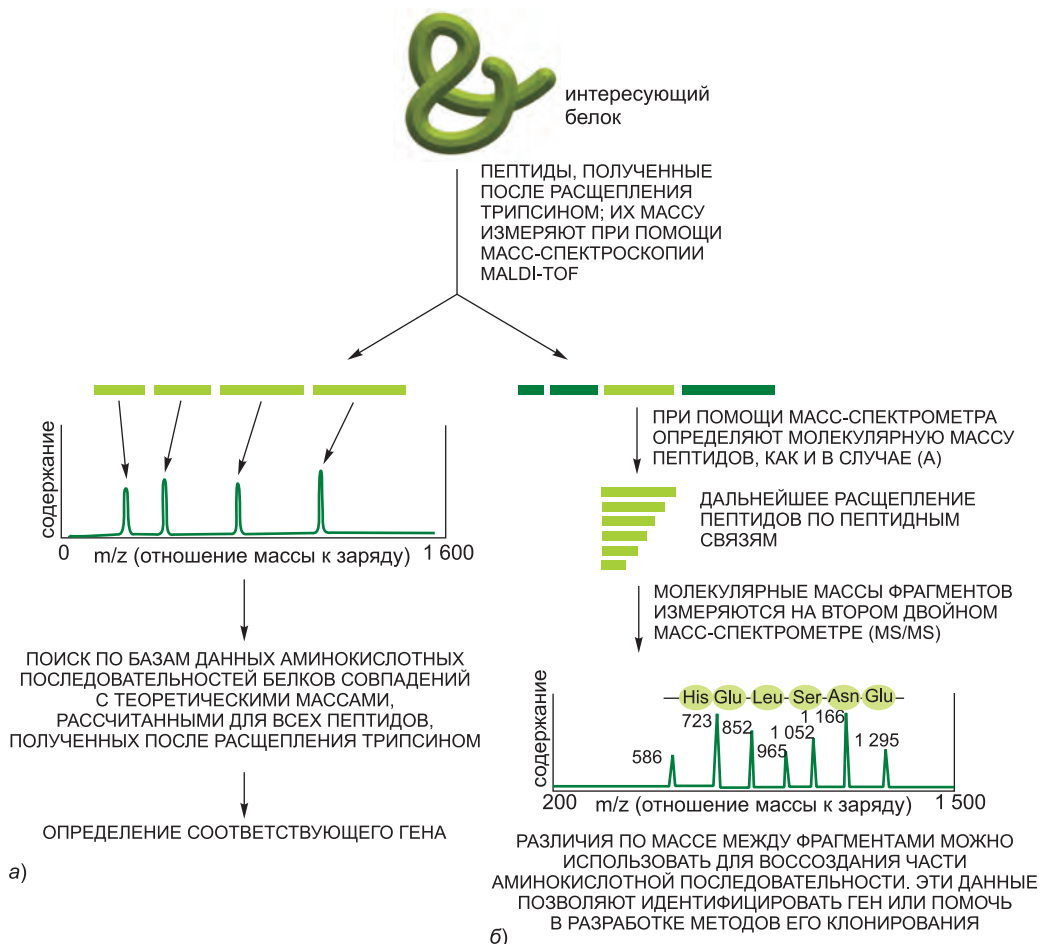 интересующий
белок
ПЕПТИДЫ, ПОЛУЧЕННЫЕ
ПОСЛЕ РАСЩЕПЛЕНИЯ
ТРИПСИНОМ; ИХ МАССУ
ИЗМЕРЯЮТ ПРИ ПОМОЩИ
МАСС-СПЕКТРОСКОПИИ
MALDI-TOF
содержание
0
m/z (отношение массы к заряду)
1 600
ПОИСК ПО БАЗАМ ДАННЫХ АМИНОКИСЛОТНЫХ
ПОСЛЕДОВАТЕЛЬНОСТЕЙ БЕЛКОВ СОВПАДЕНИЙ
С ТЕОРЕТИЧЕСКИМИ МАССАМИ,
РАССЧИТАННЫМИ ДЛЯ ВСЕХ ПЕПТИДОВ,
ПОЛУЧЕННЫХ ПОСЛЕ РАСЩЕПЛЕНИЯ ТРИПСИНОМ
ОПРЕДЕЛЕНИЕ СООТВЕТСТВУЮЩЕГО ГЕНА
а)
ПРИ ПОМОЩИ МАСС-СПЕКТРОМЕТРА
ОПРЕДЕЛЯЮТ МОЛЕКУЛЯРНУЮ МАССУ
ПЕПТИДОВ, КАК И В СЛУЧАЕ (А)
ДАЛЬНЕЙШЕЕ РАСЩЕПЛЕНИЕ
ПЕПТИДОВ ПО ПЕПТИДНЫМ
СВЯЗЯМ
МОЛЕКУЛЯРНЫЕ МАССЫ ФРАГМЕНТОВ
ИЗМЕРЯЮТСЯ НА ВТОРОМ ДВОЙНОМ
МАСС-СПЕКТРОМЕТРЕ (MS/MS)
His Glu Leu Ser Asn Glu
586 723 852 965 1 052 1 166 1 295
содержание
200
m/z (отношение массы к заряду)
1 500
РАЗЛИЧИЯ ПО МАССЕ МЕЖДУ ФРАГМЕНТАМИ МОЖНО
ИСПОЛЬЗОВАТЬ ДЛЯ ВОССОЗДАНИЯ ЧАСТИ
АМИНОКИСЛОТНОЙ ПОСЛЕДОВАТЕЛЬНОСТИ. ЭТИ ДАННЫЕ
ПОЗВОЛЯЮТ ИДЕНТИФИЦИРОВАТЬ ГЕН ИЛИ ПОМОЧЬ
В РАЗРАБОТКЕ МЕТОДОВ ЕГО КЛОНИРОВАНИЯ
б)